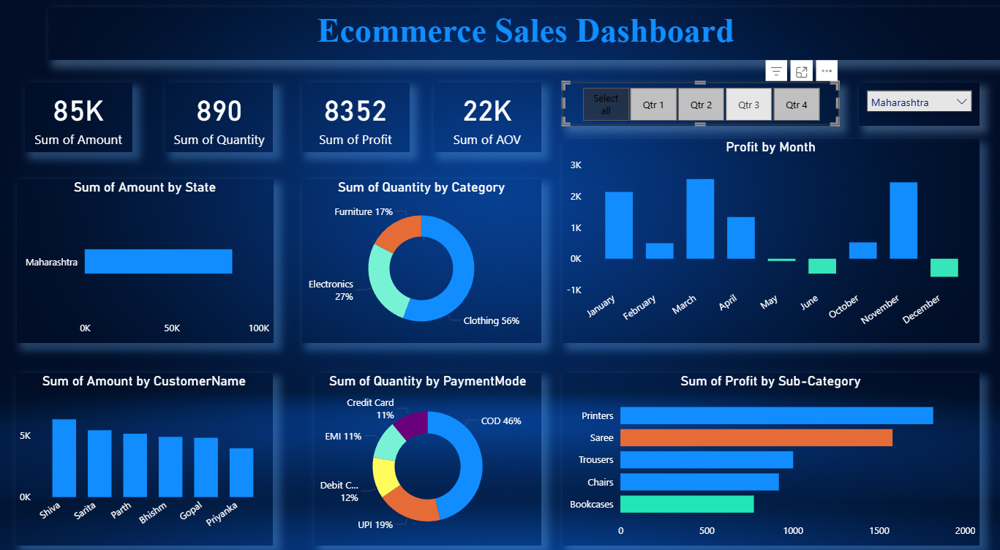 Ecommerce Sales Dashboard
85K
Sum of Amount
890
Sum of Quantity
8352
Sum of Profit
22K
Sum of AOV
Select
all
Qtr 1
Qtr 2
Qtr 3
Qtr 4
Maharashtra
Sum of Amount by State
Maharashtra
0K
50K
100K
Sum of Quantity by Category
Furniture 17%
Electronics
27%
Clothing 56%
Profit by Month
3K
2K
1K
0K
-1K
January
February
March
April
May
June
October
November
December
Sum of Amount by CustomerName
5K
0K
Shiva
Sarita
Parth
Bhishm
Gopal
Priyanka
Sum of Quantity by PaymentMode
Credit Card
11%
COD 46%
EMI 11%
Debit C...
12%
UPI 19%
Sum of Profit by Sub-Category
Printers
Saree
Trousers
Chairs
Bookcases
0
500
1000
1500
2000